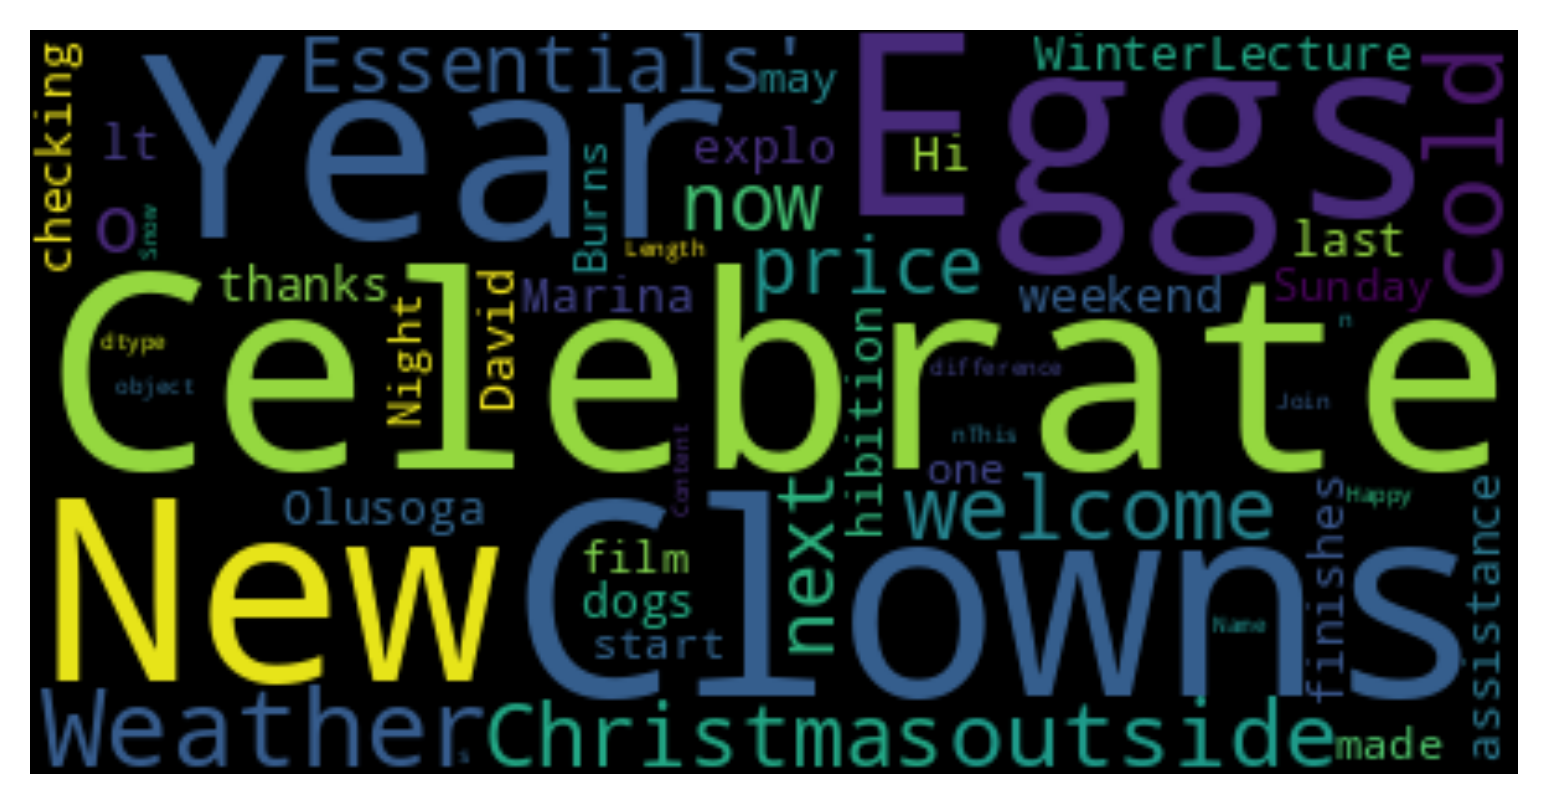 checking
Essentials'
may
Year
Eggs
WinterLecture
cold
lt
explo
Hi
Burns
now
o
Snow
last
Length
price
thanks
Marina
weekend
Sunday
Celebrate
Night
David
hibition
n
dtype
object
difference
Join
nThis
Content
one
New
Olusoga
Clowns
next
welcome
finishes
Happy
assistance
film
dogs
start
Name
Weather
s
Christmas
outside
made